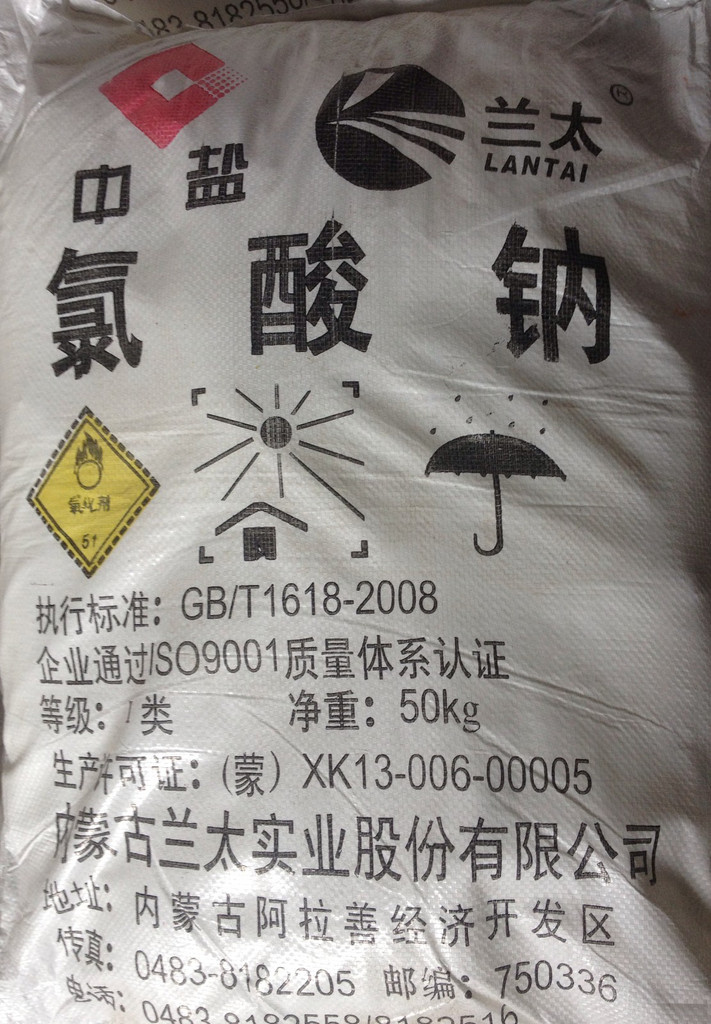 兰太 ®
LANTAI
中盐
氯酸钠
氧化剂
51
执行标准：GB/T1618-2008
企业通过ISO9001质量体系认证
等级：I类 净重：50kg
生产许可证：(蒙）XK13-006-00005
内蒙古兰太实业股份有限公司
地址：内蒙古阿拉善经济开发区
传真：0483-8182205 邮编：750336
电话：0483